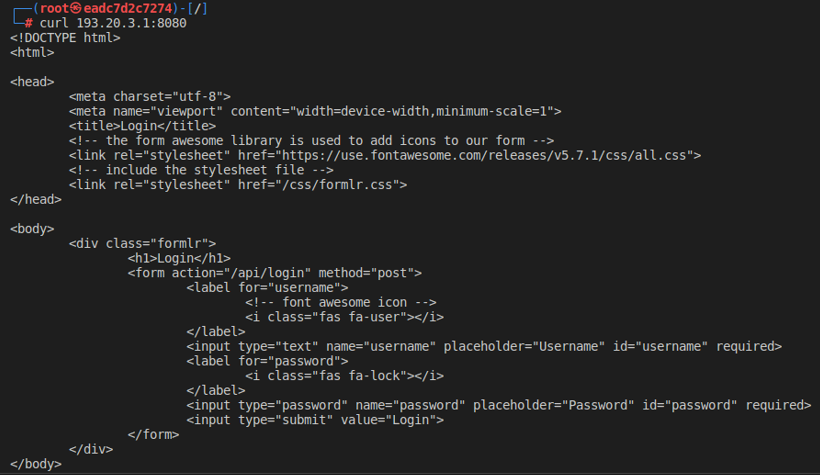 ┌──(root㉿eadc7d2c7274)-[/]
└─# curl 193.20.3.1:8080
<!DOCTYPE html>
<html>
<head>
<meta charset="utf-8">
<meta name="viewport" content="width=device-width,minimum-scale=1">
<title>Login</title>
<!-- the form awesome library is used to add icons to our form -->
<link rel="stylesheet" href="https://use.fontawesome.com/releases/v5.7.1/css/all.css">
<!-- include the stylesheet file -->
<link rel="stylesheet" href="/css/formlr.css">
</head>
<body>
<div class="formlr">
<h1>Login</h1>
<form action="/api/login" method="post">
<label for="username">
<!-- font awesome icon -->
<i class="fas fa-user"></i>
</label>
<input type="text" name="username" placeholder="Username" id="username" required>
<label for="password">
<i class="fas fa-lock"></i>
</label>
<input type="password" name="password" placeholder="Password" id="password" required>
<input type="submit" value="Login">
</form>
</div>
</body>